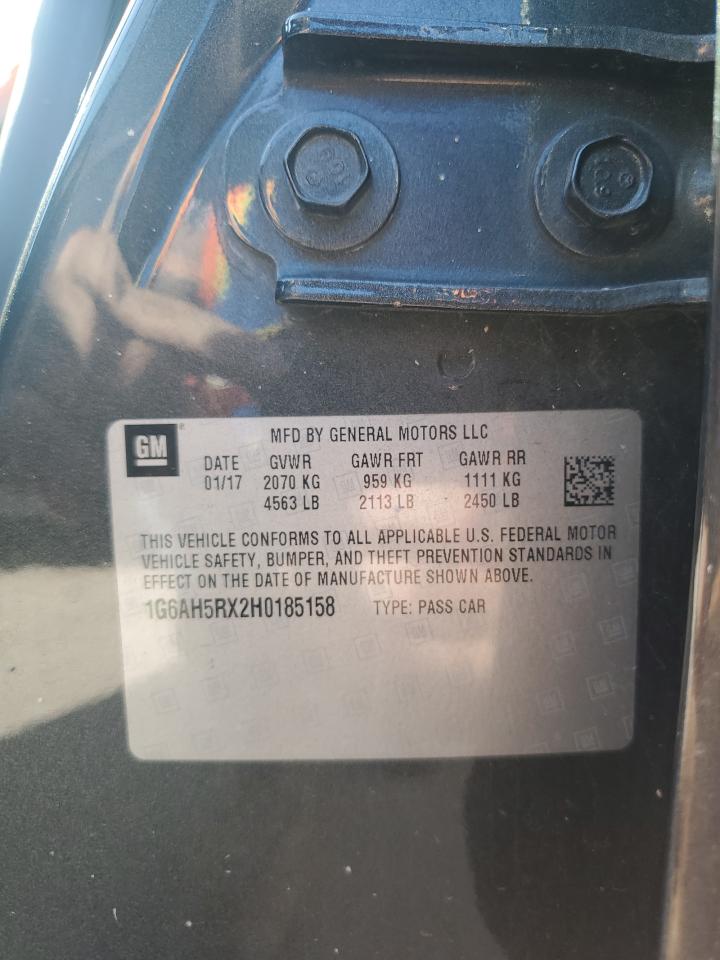 GM
MFD BY GENERAL MOTORS LLC
DATE GVWR GAWR FRT GAWR RR
01/17 2070 KG 959 KG 1111 KG
4563 LB 2113 LB 2450 LB
THIS VEHICLE CONFORMS TO ALL APPLICABLE U.S. FEDERAL MOTOR
VEHICLE SAFETY, BUMPER, AND THEFT PREVENTION STANDARDS IN
EFFECT ON THE DATE OF MANUFACTURE SHOWN ABOVE.
1G6AH5RX2H0185158 TYPE: PASS CAR